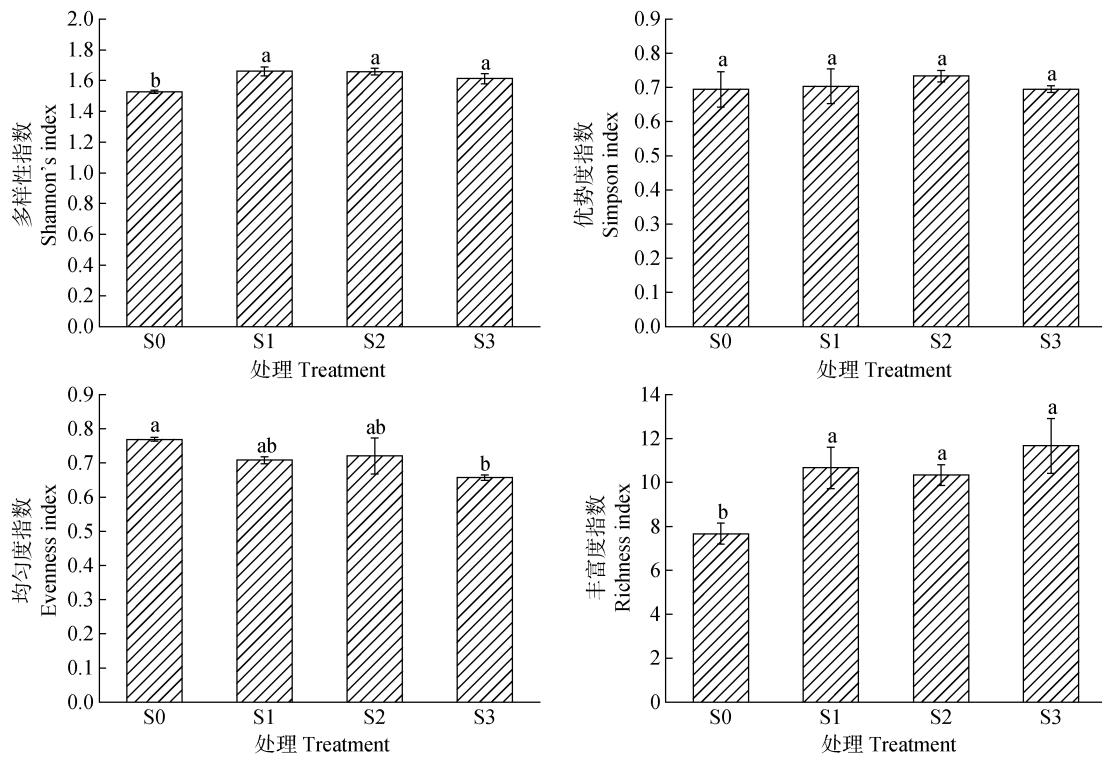 多样性指数
Shannon's index
2.0
1.8
1.6
1.4
1.2
1.0
0.8
0.6
0.4
0.2
0.0
b
a
a
a
S0
S1
S2
S3
处理 Treatment
优势度指数
Simpson index
0.9
0.8
0.7
0.6
0.5
0.4
0.3
0.2
0.1
0.0
a
a
a
a
S0
S1
S2
S3
处理 Treatment
均匀度指数
Evenness index
0.9
0.8
0.7
0.6
0.5
0.4
0.3
0.2
0.1
0.0
a
ab
ab
b
S0
S1
S2
S3
处理 Treatment
丰富度指数
Richness index
14
12
10
8
6
4
2
0
b
a
a
a
S0
S1
S2
S3
处理 Treatment